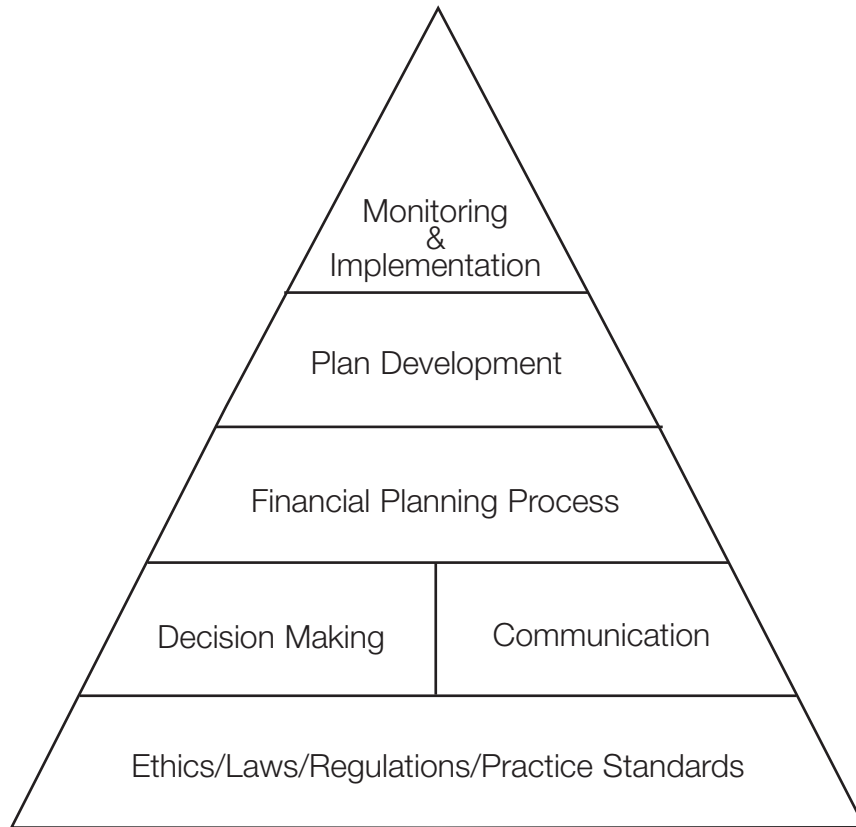 Monitoring
&
Implementation
Plan Development
Financial Planning Process
Decision Making
Communication
Ethics/Laws/Regulations/Practice Standards